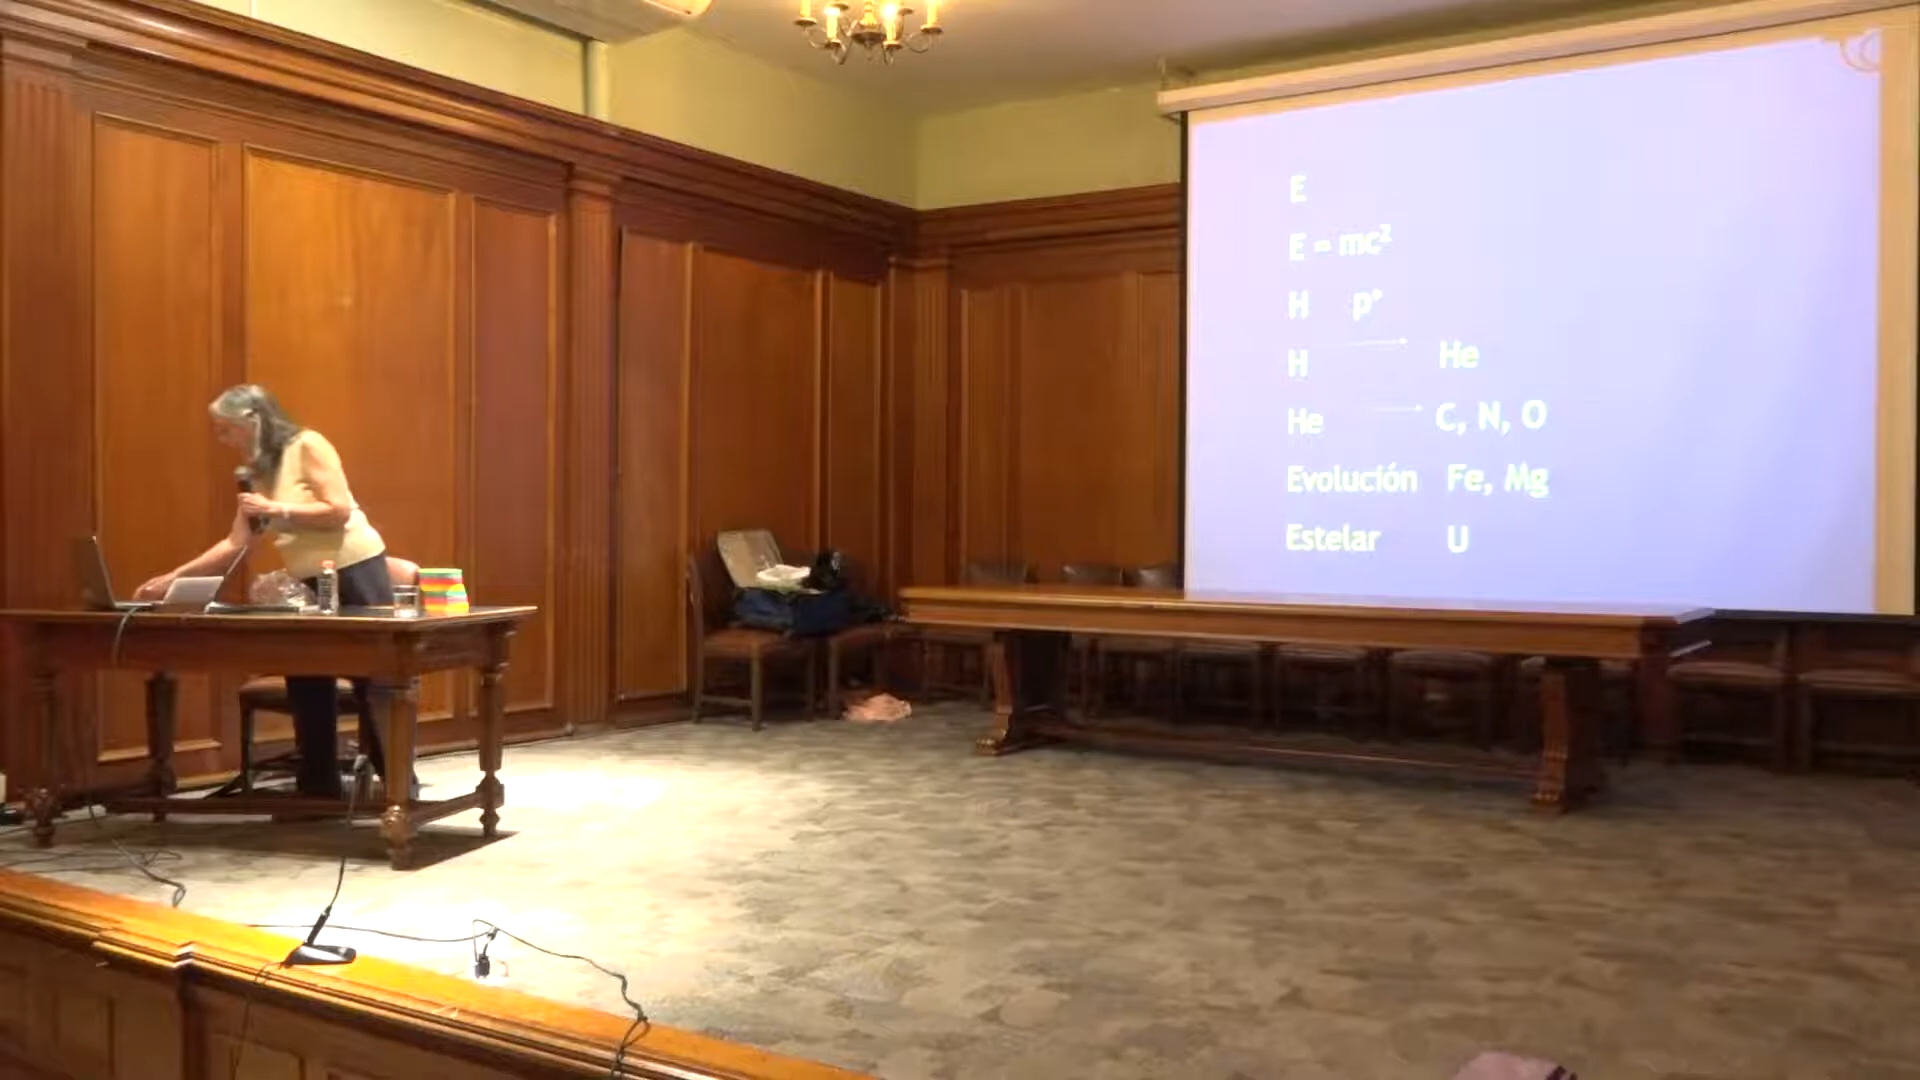 E
E = mc²
H p⁺
H → He
He → C, N, O
Evolución Fe, Mg
Estelar U